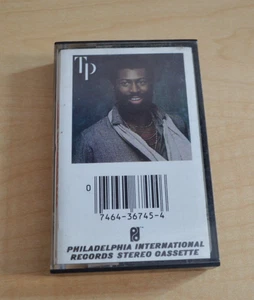 TP
0
7464-36745-4
PHILADELPHIA INTERNATIONAL
RECORDS STEREO CASSETTE